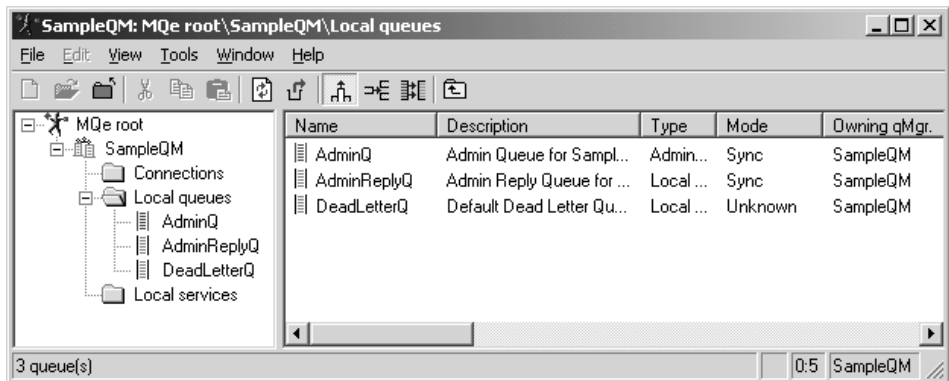 SampleQM: MQe root\SampleQM\Local queues
File Edit View Tools Window Help
MQe root
SampleQM
Connections
Local queues
AdminQ
AdminReplyQ
DeadLetterQ
Local services
Name Description Type Mode Owning qMgr.
AdminQ Admin Queue for Sampl... Admin... Sync SampleQM
AdminReplyQ Admin Reply Queue for ... Local ... Sync SampleQM
DeadLetterQ Default Dead Letter Qu... Local ... Unknown SampleQM
3 queue(s) 0:5 SampleQM